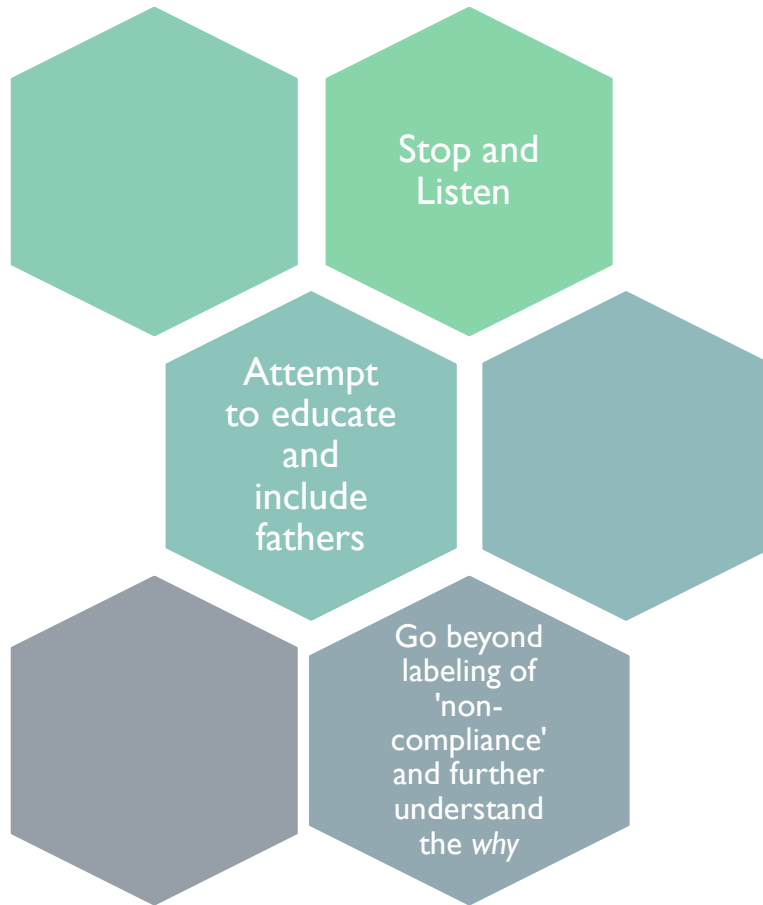 Stop and
Listen
Attempt
to educate
and
include
fathers
Go beyond
labeling of
'non-
compliance'
and further
understand
the why